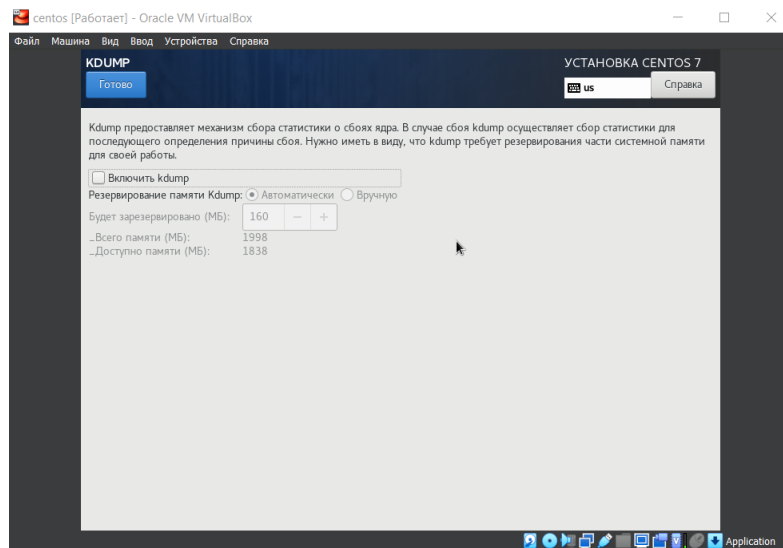 centos [Работает] - Oracle VM VirtualBox
Файл Машина Вид Ввод Устройства Справка
KDUMP
УСТАНОВКА CENTOS 7
Готово
us
Справка
Kdump предоставляет механизм сбора статистики о сбоях ядра. В случае сбоя kdump осуществляет сбор статистики для
последующего определения причины сбоя. Нужно иметь в виду, что kdump требует резервирования части системной памяти
для своей работы.
Включить kdump
Резервирование памяти Kdump: Автоматически Вручную
Будет зарезервировано (МБ): 160 − +
_Всего памяти (МБ): 1998
_Доступно памяти (МБ): 1838
Application